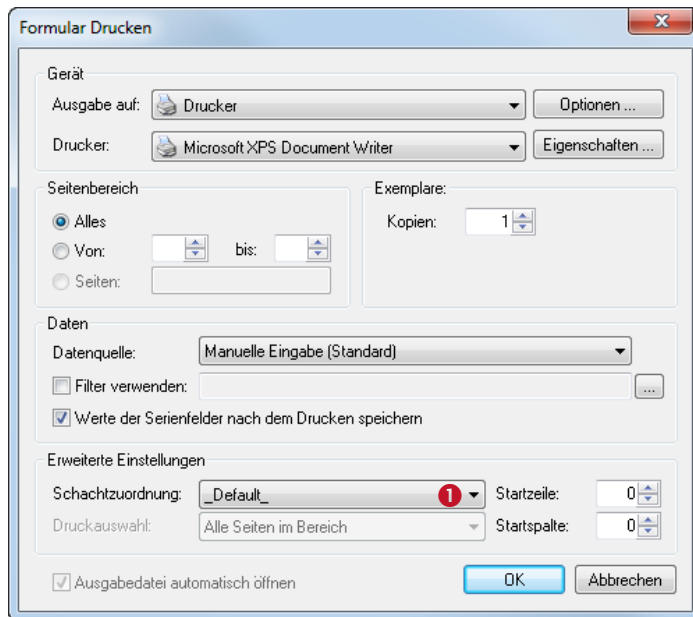 Formular Drucken
x
Gerät
Ausgabe auf: Drucker Optionen ...
Drucker: Microsoft XPS Document Writer Eigenschaften ...
Seitenbereich Exemplare:
Alles Kopien: 1
Von: bis:
Seiten:
Daten
Datenquelle: Manuelle Eingabe (Standard)
Filter verwenden: ...
Werte der Serienfelder nach dem Drucken speichern
Erweiterte Einstellungen
Schachtzuordnung: _Default_ 1 Startzeile: 0
Druckauswahl: Alle Seiten im Bereich Startspalte: 0
Ausgabedatei automatisch öffnen OK Abbrechen